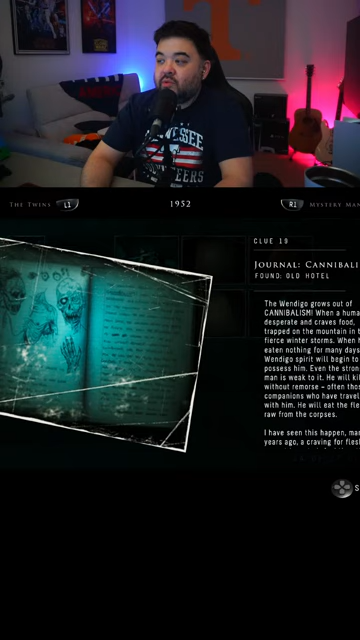 TENNESSEE
VOLUNTEERS
THE TWINS L1
1952
R1 MYSTERY MAN
CLUE 19
JOURNAL: CANNIBALI
FOUND: OLD HOTEL
The Wendigo grows out of
CANNIBALISM! When a huma
desperate and craves food,
trapped on the mountain in t
fierce winter storms. When h
eaten nothing for many days
Wendigo spirit will begin to
possess him. Even the stron
man is weak to it. He will kil
without remorse – often thos
companions who have travel
with him. He will eat the fle
raw from the corpses.
I have seen this happen, man
years ago, a craving for flesh
S